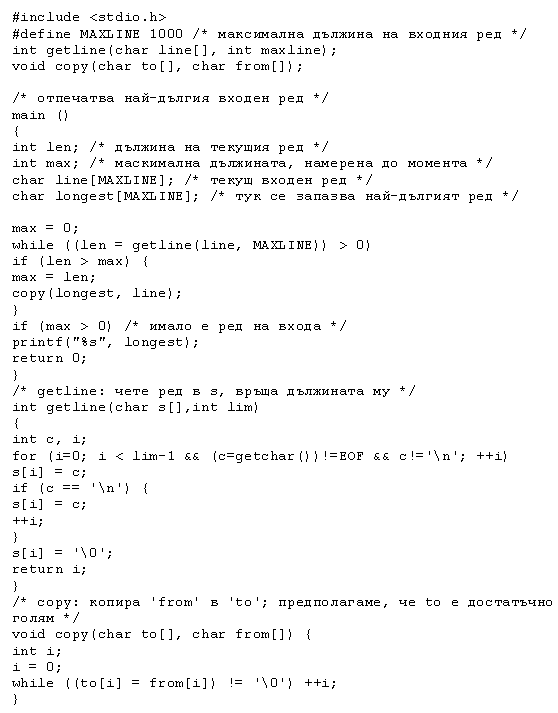 #include <stdio.h>
#define MAXLINE 1000 /* максимална дължина на входния ред */
int getline(char line[], int maxline);
void copy(char to[], char from[]);
/* отпечатва най-дългия входен ред */
main ()
{
int len; /* дължина на текущия ред */
int max; /* маскимална дължината, намерена до момента */
char line[MAXLINE]; /* текущ входен ред */
char longest[MAXLINE]; /* тук се запазва най-дългият ред */
max = 0;
while ((len = getline(line, MAXLINE)) > 0)
if (len > max) {
max = len;
copy(longest, line);
}
if (max > 0) /* имало е ред на входа */
printf("%s", longest);
return 0;
}
/* getline: чете ред в s, връща дължината му */
int getline(char s[],int lim)
{
int c, i;
for (i=0; i < lim-1 && (c=getchar())!=EOF && c!='\n'; ++i)
s[i] = c;
if (c == '\n') {
s[i] = c;
++i;
}
s[i] = '\0';
return i;
}
/* copy: копира 'from' в 'to'; предполагаме, че to е достатъчно
голям */
void copy(char to[], char from[]) {
int i;
i = 0;
while ((to[i] = from[i]) != '\0') ++i;
}